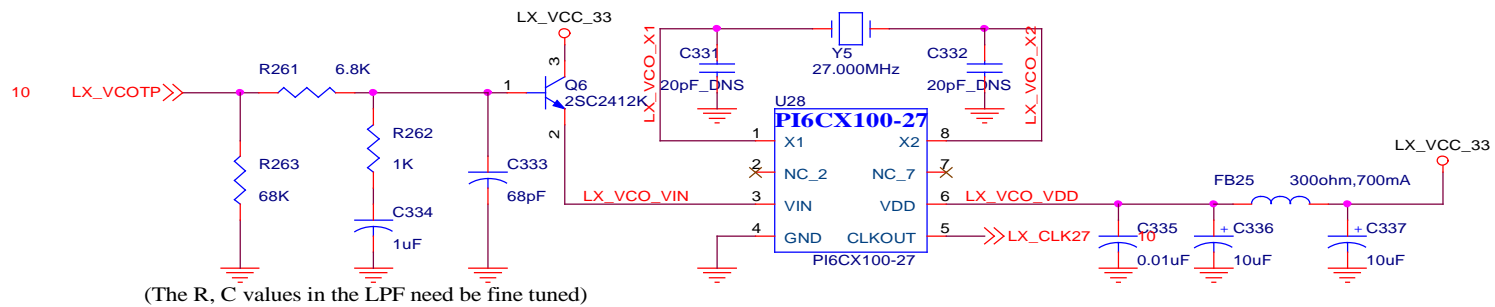 LX_VCC_33
LX_VCO_X1
LX_VCO_X2
C331
20pF_DNS
Y5
27.000MHz
C332
20pF_DNS
10
LX_VCOTP
R261
6.8K
1
3
Q6
2SC2412K
2
R262
1K
R263
68K
C333
68pF
C334
1uF
LX_VCO_VIN
U28
PI6CX100-27
1
X1
X2
8
2
NC_2
NC_7
7
3
VIN
VDD
6
4
GND
CLKOUT
5
PI6CX100-27
LX_VCO_VDD
LX_CLK27
10
FB25
300ohm,700mA
LX_VCC_33
C335
0.01uF
+
C336
10uF
+
C337
10uF
(The R, C values in the LPF need be fine tuned)